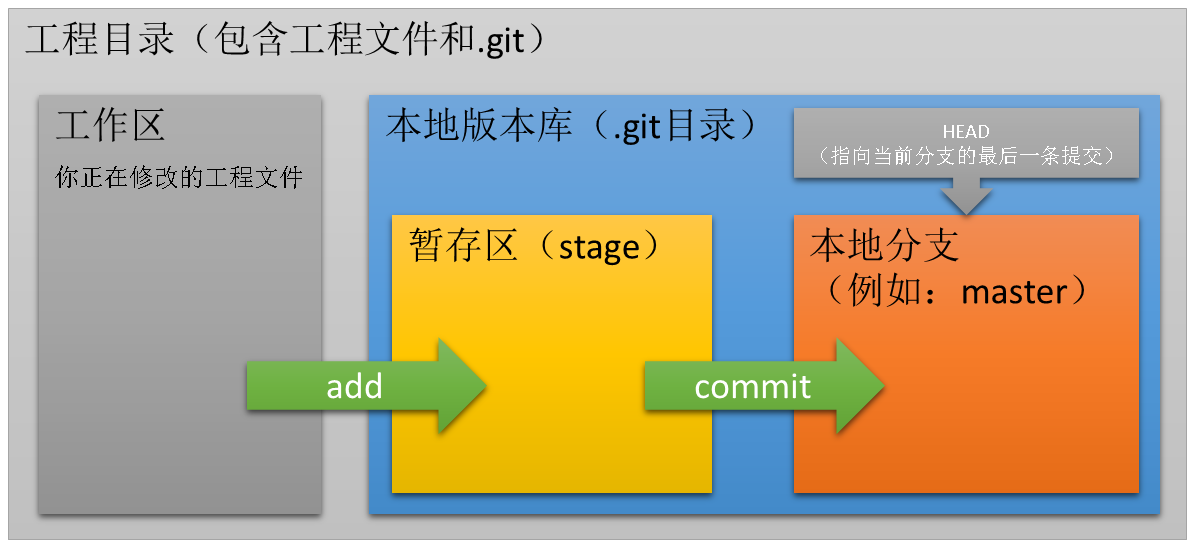 工程目录（包含工程文件和.git）
工作区
你正在修改的工程文件
本地版本库（.git目录）
HEAD
（指向当前分支的最后一条提交）
暂存区（stage）
本地分支
（例如：master）
add
commit